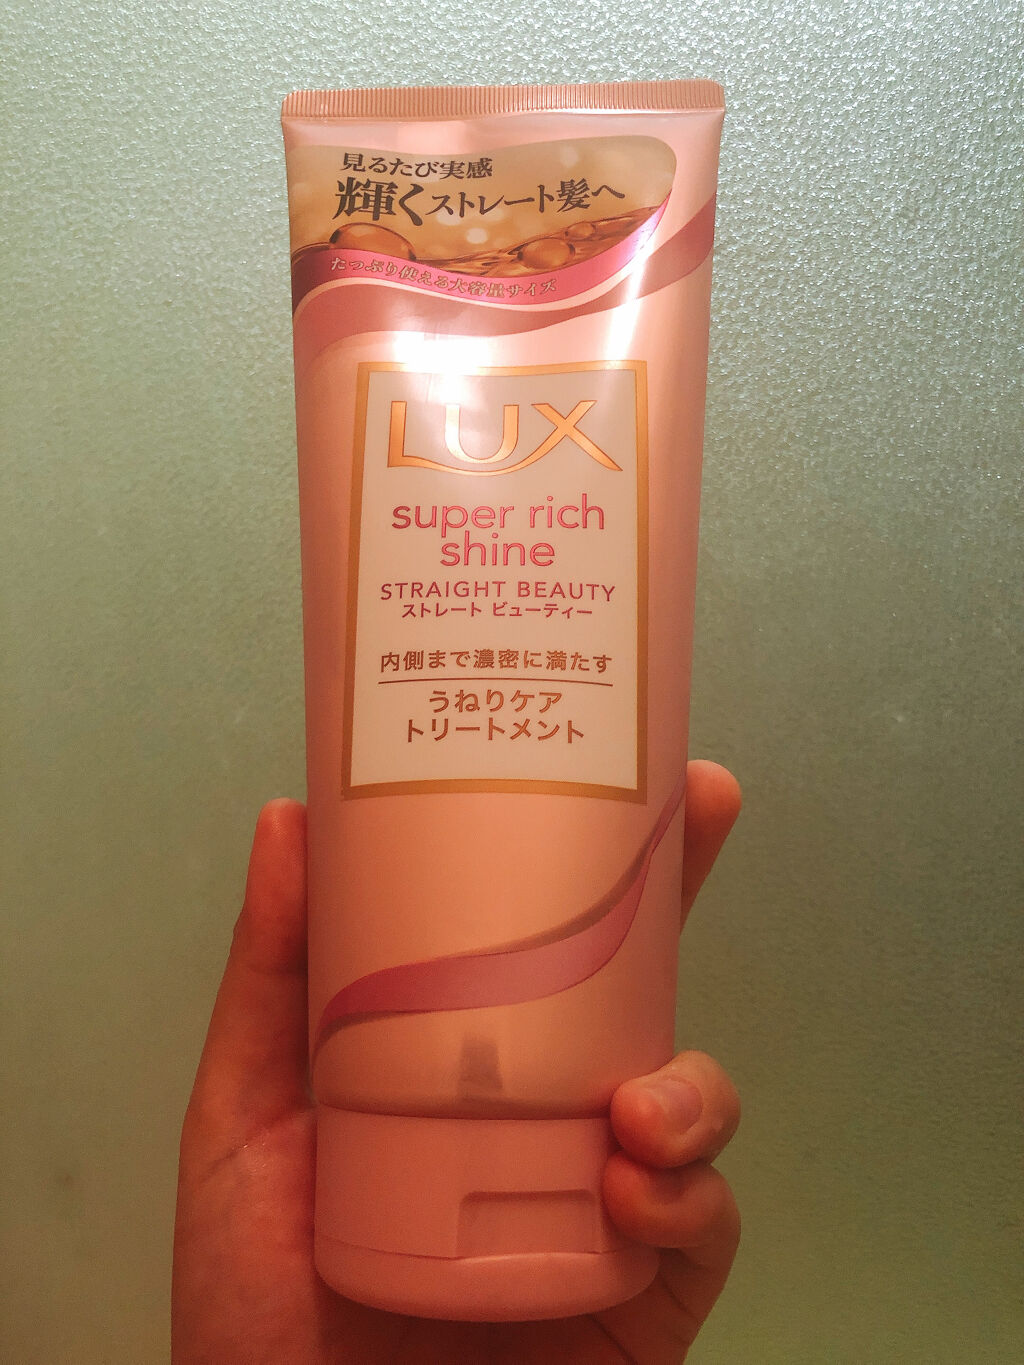 見るたび実感
輝くストレート髪へ
たっぷり使える大容量サイズ
LUX
super rich
shine
STRAIGHT BEAUTY
ストレート ビューティー
内側まで濃密に満たす
うねりケア
トリートメント